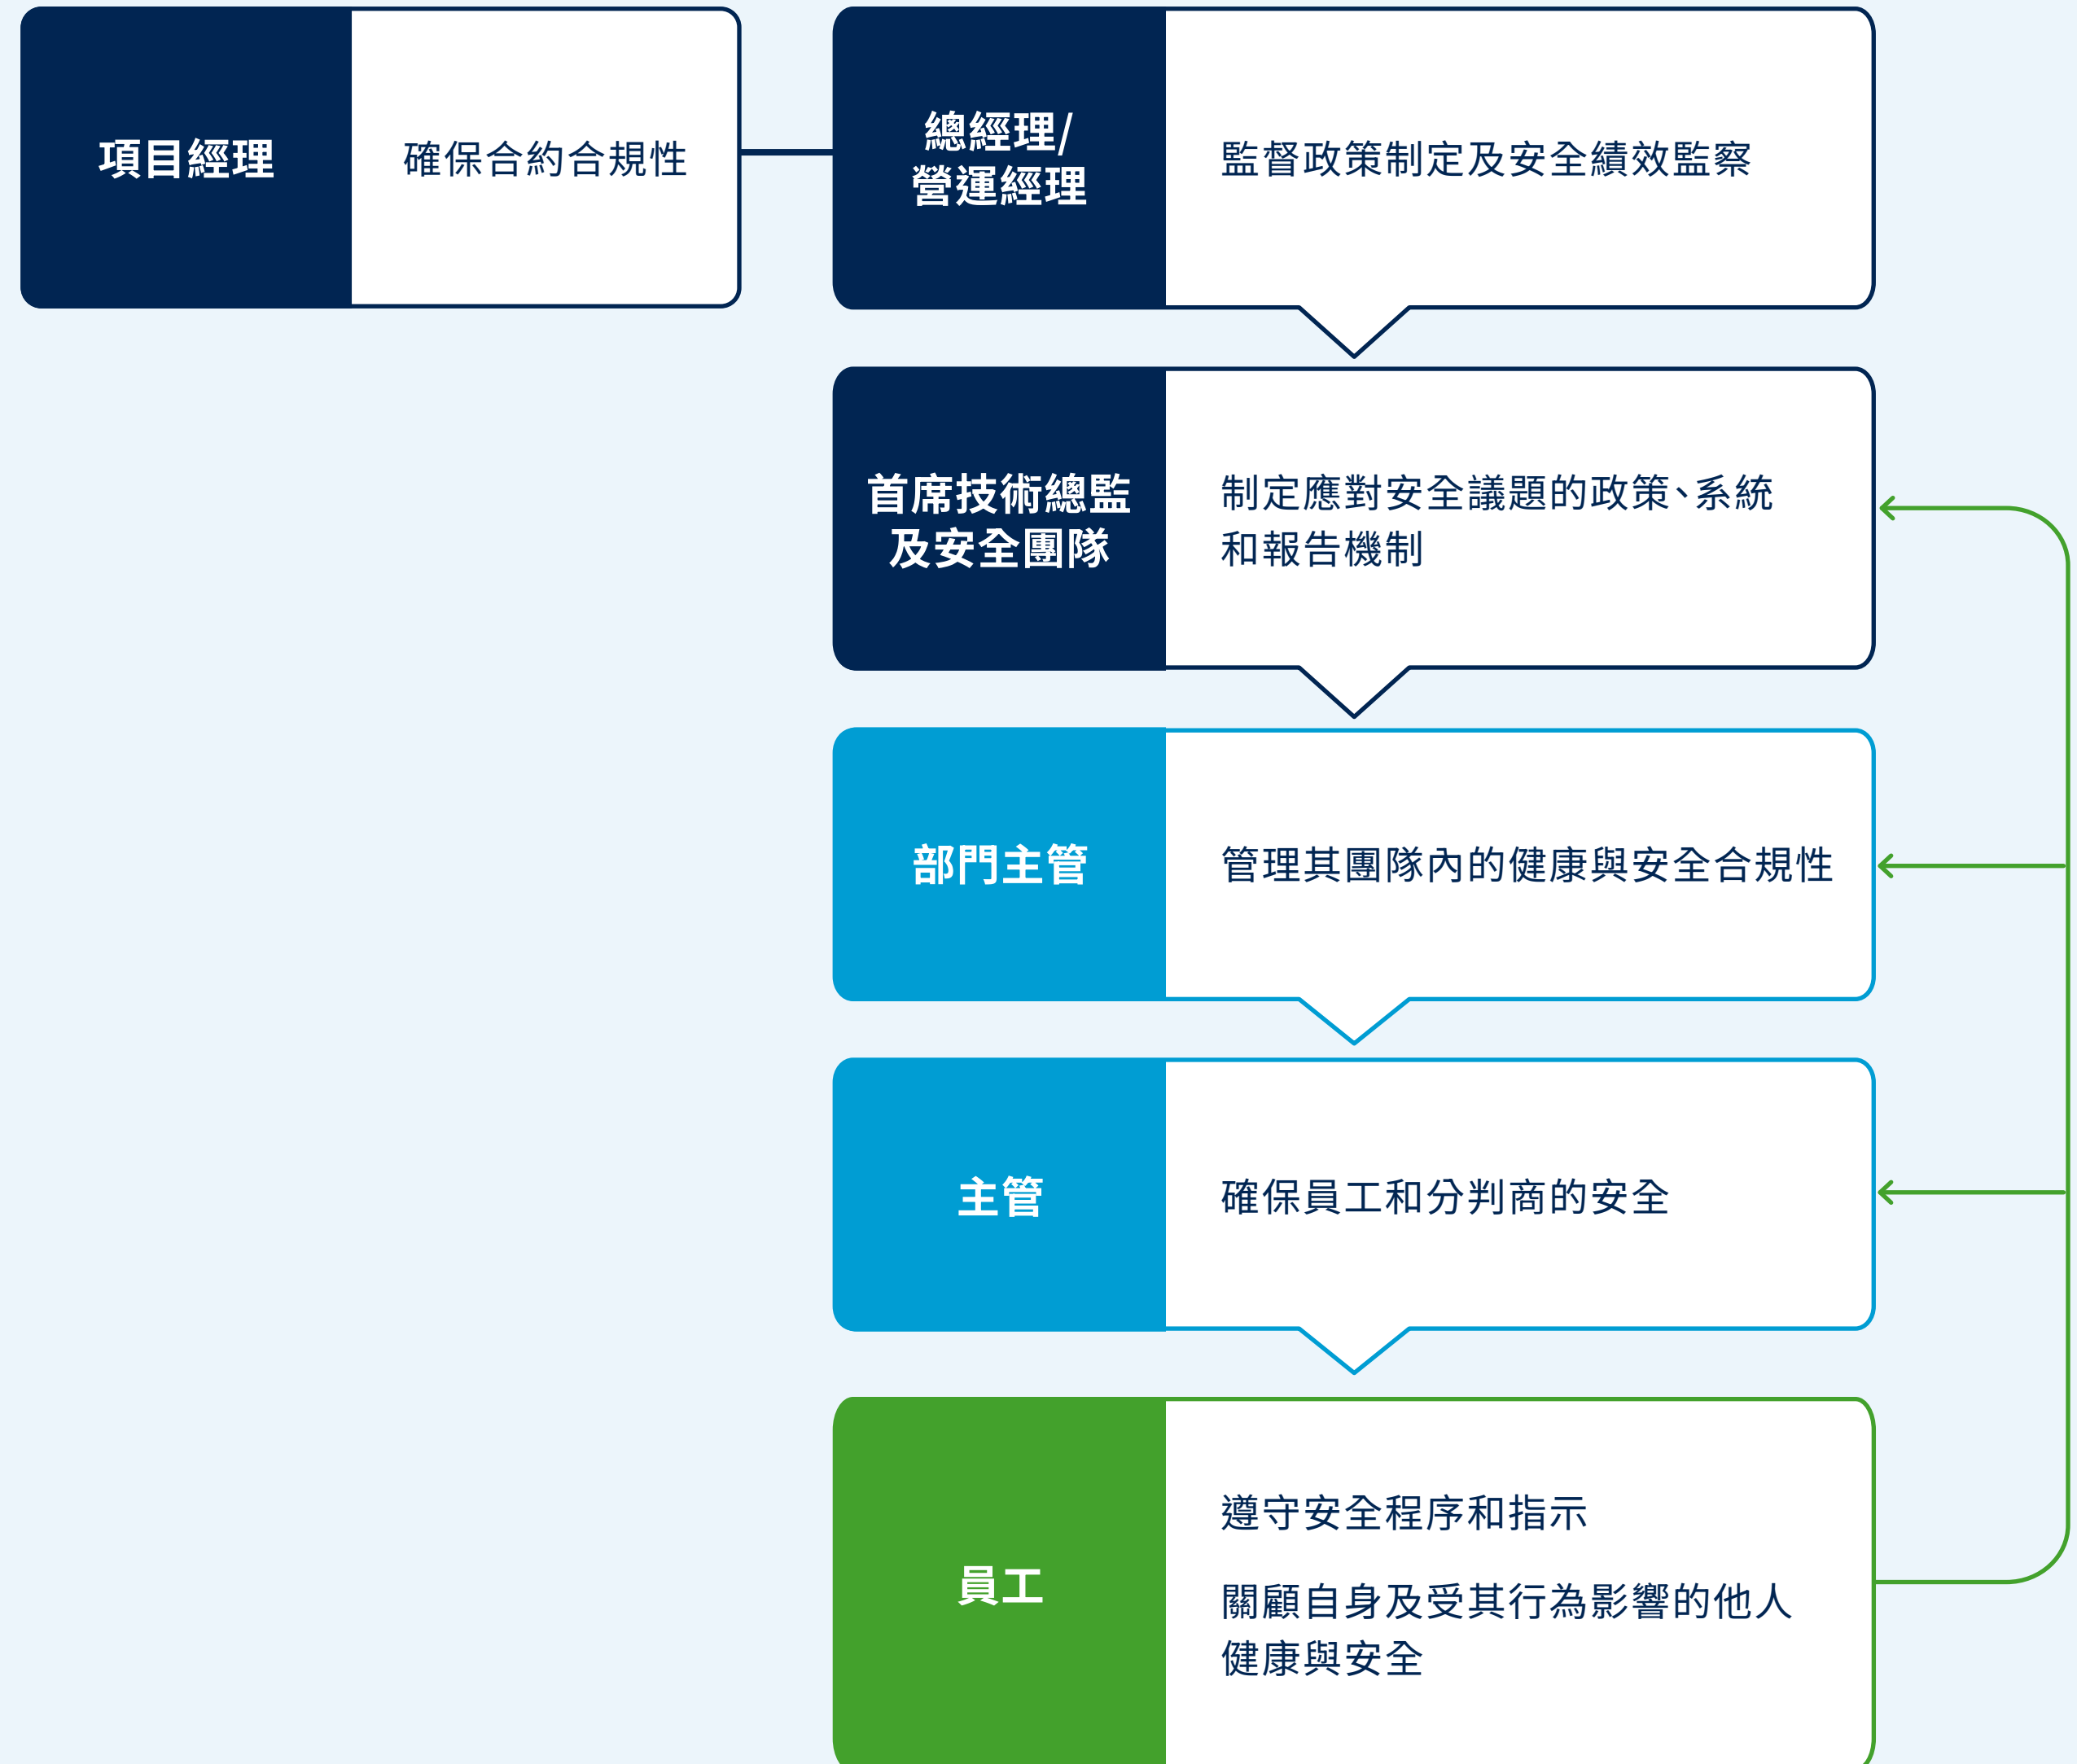 項目經理
確保合約合規性
總經理/
營運經理
監督政策制定及安全績效監察
首席技術總監
及安全團隊
制定應對安全議題的政策、系統
和報告機制
部門主管
管理其團隊內的健康與安全合規性
主管
確保員工和分判商的安全
員工
遵守安全程序和指示
關顧自身及受其行為影響的他人
健康與安全